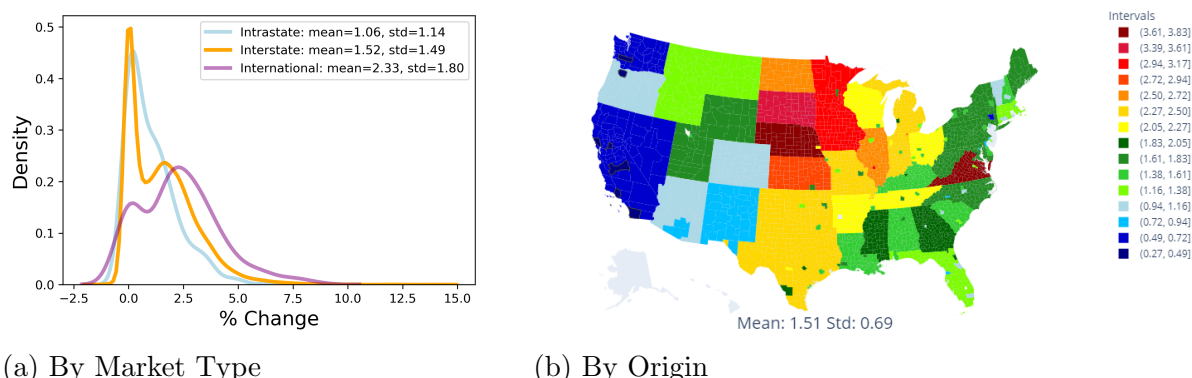 0.5
0.4
0.3
0.2
0.1
0.0
Density
Intrastate: mean=1.06, std=1.14
Interstate: mean=1.52, std=1.49
International: mean=2.33, std=1.80
−2.5 0.0 2.5 5.0 7.5 10.0 12.5 15.0
% Change
(a) By Market Type
Intervals
(3.61, 3.83]
(3.39, 3.61]
(2.94, 3.17]
(2.72, 2.94]
(2.50, 2.72]
(2.27, 2.50]
(2.05, 2.27]
(1.83, 2.05]
(1.61, 1.83]
(1.38, 1.61]
(1.16, 1.38]
(0.94, 1.16]
(0.72, 0.94]
(0.49, 0.72]
(0.27, 0.49]
Mean: 1.51 Std: 0.69
(b) By Origin